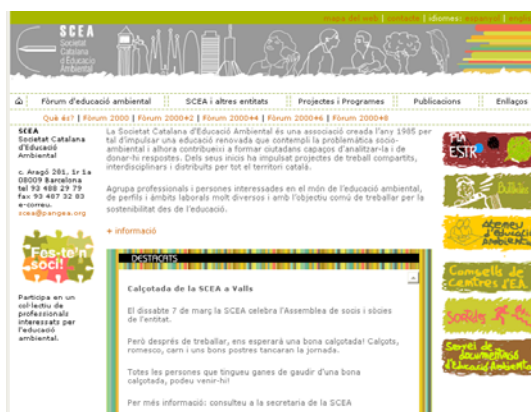 mapa del web | contacte | idiomes: espanyol |
SCEA
Societat
Catalana
d'Educació
Ambiental
Fòrum d'educació ambiental
SCEA i altres entitats
Projectes i Programes
Publicacions
Enllaços
Què és? | Fòrum 2000 | Fòrum 2000+2 | Fòrum 2000+4 | Fòrum 2000+6 | Fòrum 2000+8
SCEA
Societat Catalana
d'Educació
Ambiental
c. Aragó 281, 1r 1a
08009 Barcelona
tel 93 488 29 79
fax 93 487 32 83
e-correu.
scea@pangea.org
Fes-te'n
soci!
Participa en un
col·lectiu de
professionals
interessats per
l'educació
ambiental.
La Societat Catalana d'Educació Ambiental és una associació creada l'any 1985 per
tal d'impulsar una educació renovada que contempli la problemàtica socio-
ambiental i alhora contribueixi a formar ciutadans capaços d'analitzar-la i de
donar-hi respostes. Dels seus inicis ha impulsat projectes de treball compartits,
interdisciplinars i distribuïts per tot el territori català.
Agrupa professionals i persones interessades en el món de l'educació ambiental,
de perfils i àmbits laborals molt diversos i amb l'objectiu comú de treballar per la
sostenibilitat des de l'educació.
+ informació
DESTACATS
Calçotada de la SCEA a Valls
El dissabte 7 de març la SCEA celebra l'Assemblea de socis i sòcies
de l'entitat.
Però després de treballar, ens esperarà una bona calçotada! Calçots,
romesco, carn i uns bons postres tancaran la jornada.
Totes les persones que tingueu ganes de gaudir d'una bona
calçotada, podeu venir-hi!
Per més informació: consulteu a la secretaria de la SCEA
PLA
ESTR
Butlletí
Ateneu
d'Educació
Ambiental
Consells de
centres d'EA
SORTIDES
Servei de
documentació
d'Educació Ambiental